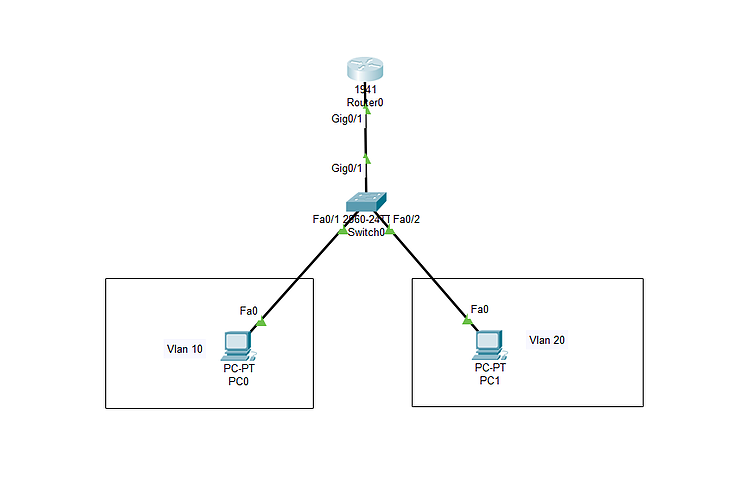 1941
Router0
Gig0/1
Gig0/1
Fa0/1 2960-24TT Fa0/2
Switch0
Fa0
Fa0
Vlan 10
Vlan 20
PC-PT
PC0
PC-PT
PC1